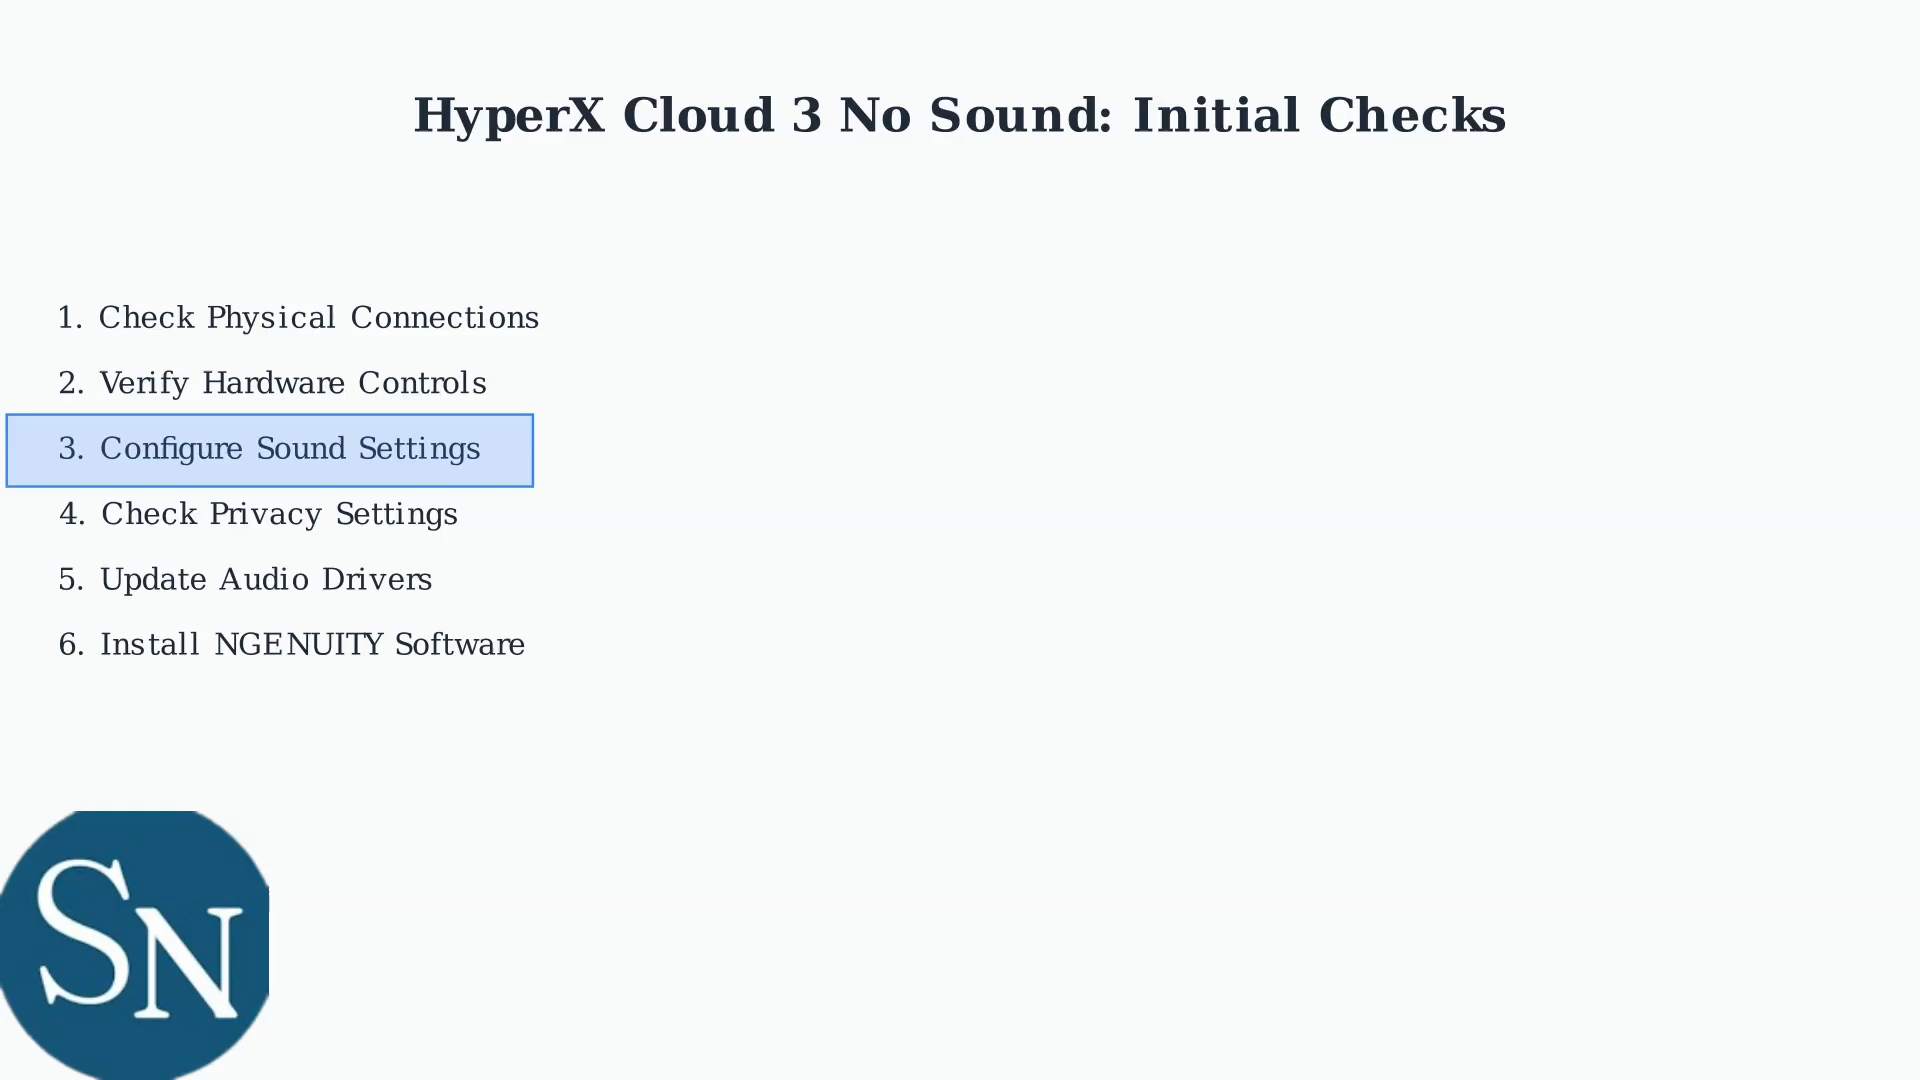 HyperX Cloud 3 No Sound: Initial Checks
1. Check Physical Connections
2. Verify Hardware Controls
3. Configure Sound Settings
4. Check Privacy Settings
5. Update Audio Drivers
6. Install NGENUITY Software
SN